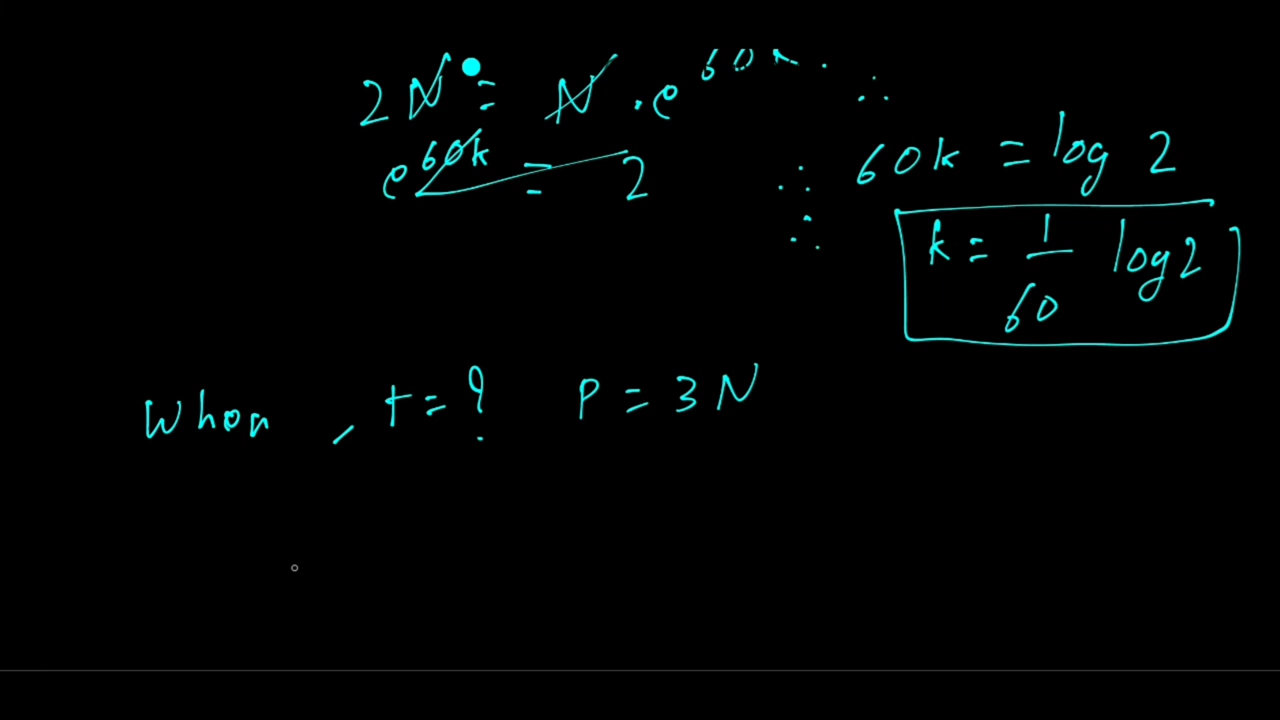 2N = N . e^60k ∴
e^60k = 2
∴ 60k = log 2
∴ k = 1/60 log 2
When , t = ? P = 3N